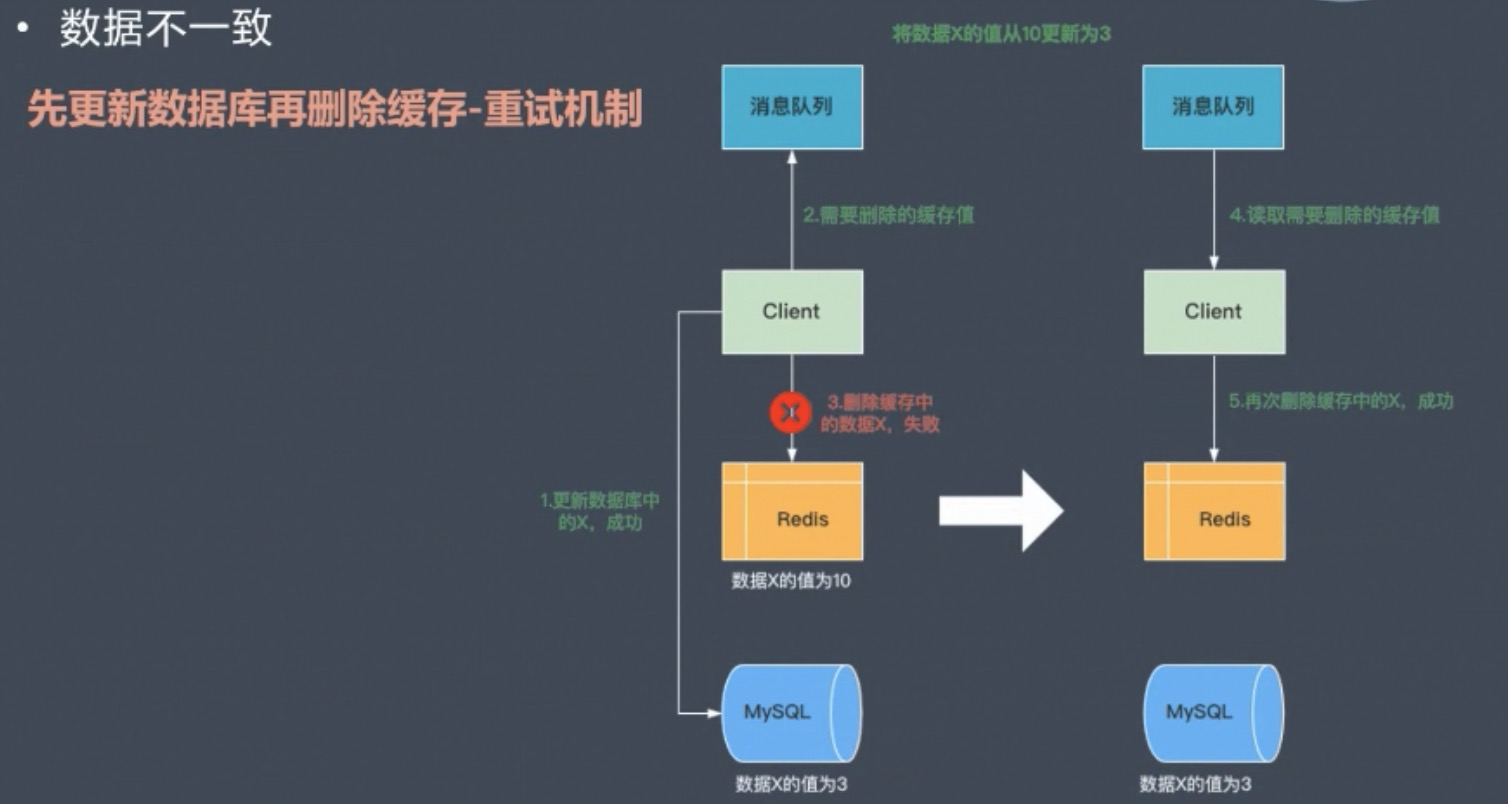 • 数据不一致
先更新数据库再删除缓存-重试机制
将数据X的值从10更新为3
消息队列
2.需要删除的缓存值
Client
3.删除缓存中
的数据X，失败
1.更新数据库中
的X，成功
Redis
数据X的值为10
MySQL
数据X的值为3
消息队列
4.读取需要删除的缓存值
Client
5.再次删除缓存中的X，成功
Redis
MySQL
数据X的值为3